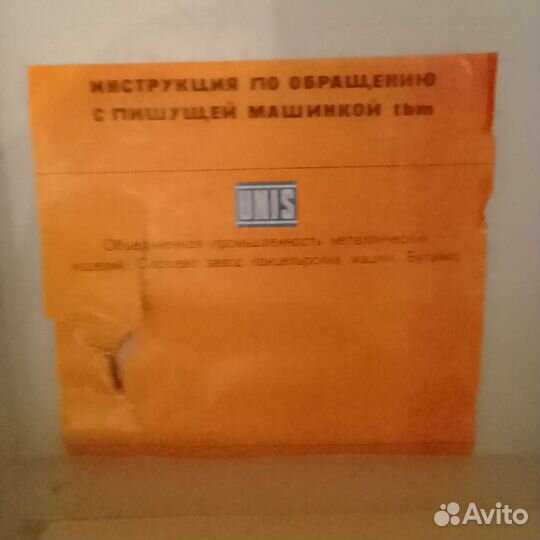 ИНСТРУКЦИЯ ПО ОБРАЩЕНИЮ
С ПИШУЩЕЙ МАШИНКОЙ tbm
UNIS
Объединенная промышленность металлических
изделий, Сараево завод канцелярских машин, Бугойно
Avito